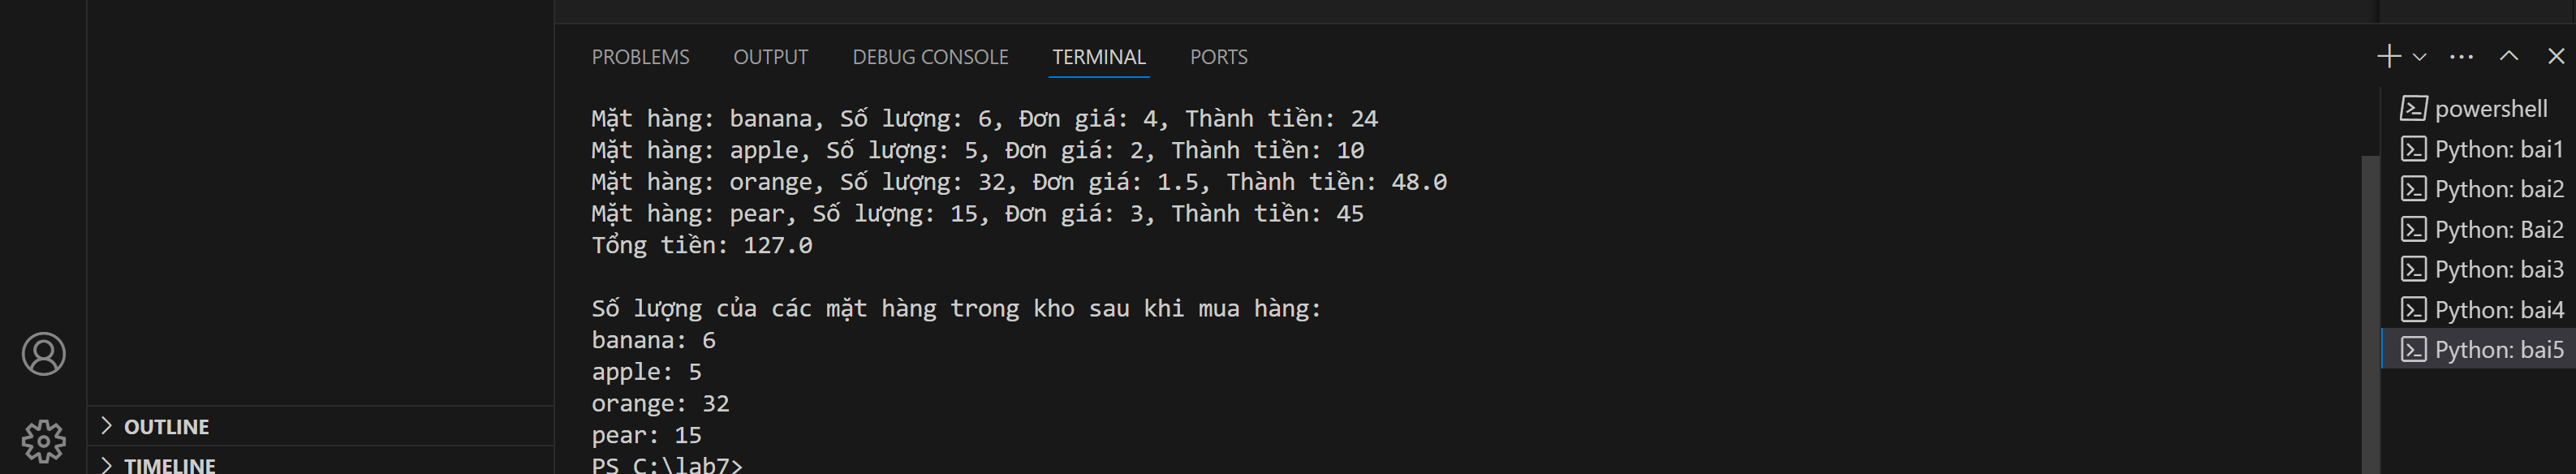 PROBLEMS OUTPUT DEBUG CONSOLE TERMINAL PORTS
Mặt hàng: banana, Số lượng: 6, Đơn giá: 4, Thành tiền: 24
Mặt hàng: apple, Số lượng: 5, Đơn giá: 2, Thành tiền: 10
Mặt hàng: orange, Số lượng: 32, Đơn giá: 1.5, Thành tiền: 48.0
Mặt hàng: pear, Số lượng: 15, Đơn giá: 3, Thành tiền: 45
Tổng tiền: 127.0
Số lượng của các mặt hàng trong kho sau khi mua hàng:
banana: 6
apple: 5
orange: 32
pear: 15
PS C:\lab7>
powershell
Python: bai1
Python: bai2
Python: Bai2
Python: bai3
Python: bai4
Python: bai5
OUTLINE
TIMELINE